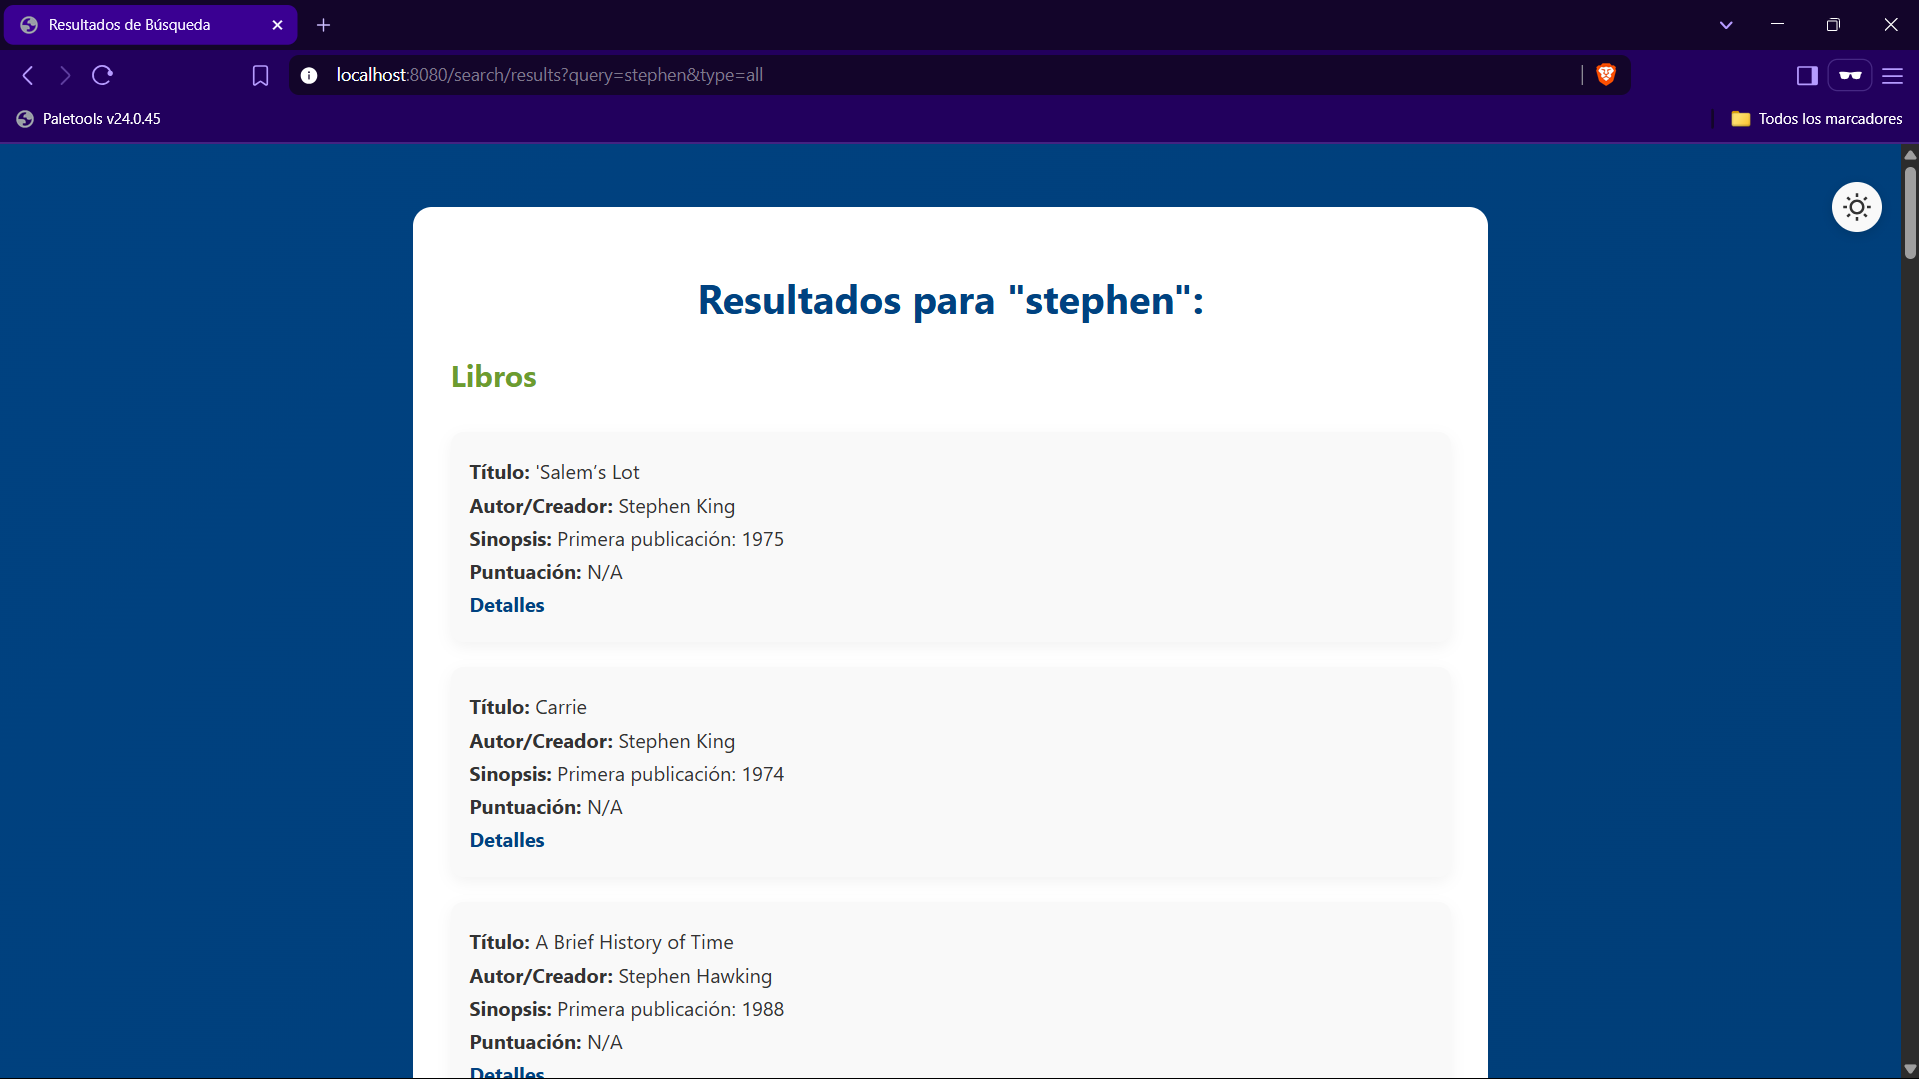 Resultados de Búsqueda
localhost:8080/search/results?query=stephen&type=all
Paletools v24.0.45
Todos los marcadores
Resultados para "stephen":
Libros
Título: 'Salem’s Lot
Autor/Creador: Stephen King
Sinopsis: Primera publicación: 1975
Puntuación: N/A
Detalles
Título: Carrie
Autor/Creador: Stephen King
Sinopsis: Primera publicación: 1974
Puntuación: N/A
Detalles
Título: A Brief History of Time
Autor/Creador: Stephen Hawking
Sinopsis: Primera publicación: 1988
Puntuación: N/A
Detalles